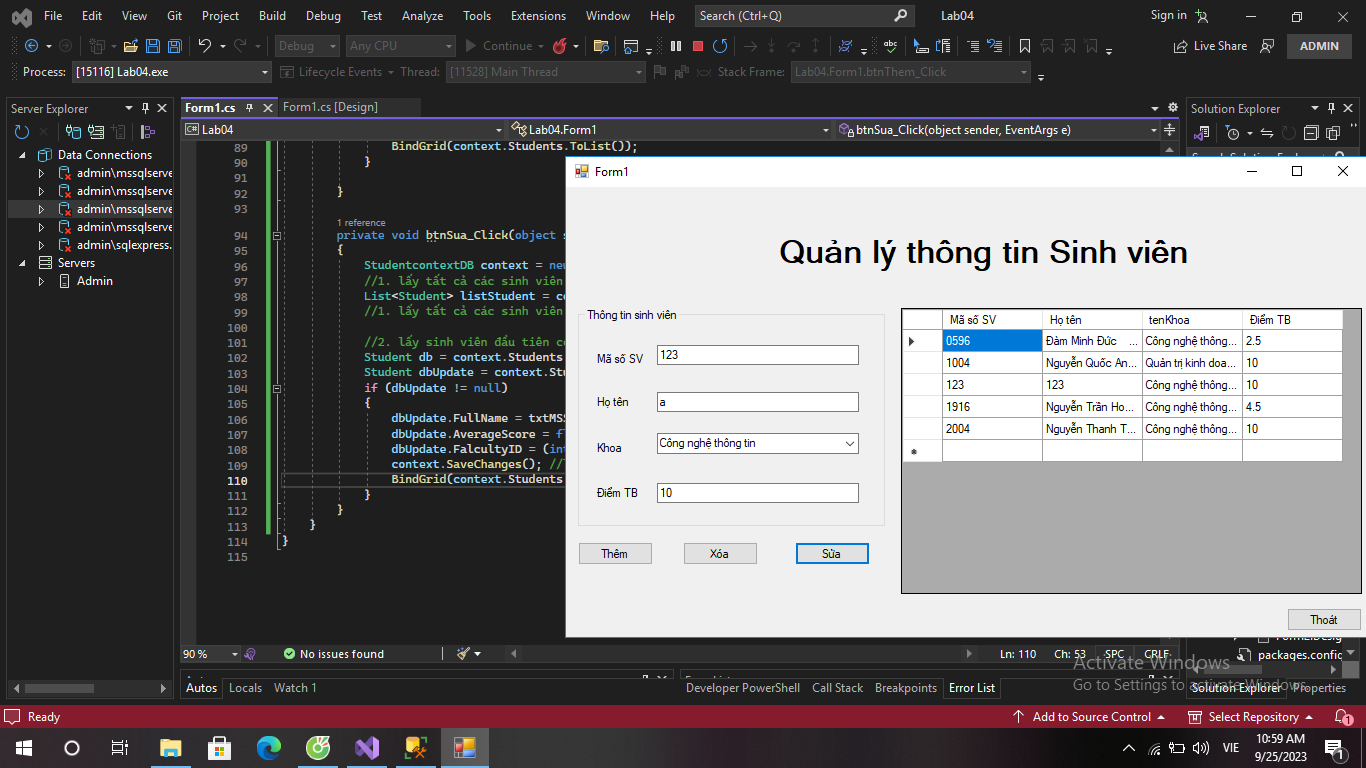 File Edit View Git Project Build Debug Test Analyze Tools Extensions Window Help Search (Ctrl+Q) Lab04 Sign in
Debug Any CPU Continue Live Share ADMIN
Process: [15116] Lab04.exe Lifecycle Events Thread: [11528] Main Thread Stack Frame: Lab04.Form1.btnThem_Click
Server Explorer
Form1.cs Form1.cs [Design]
Solution Explorer
Lab04 Lab04.Form1 btnSua_Click(object sender, EventArgs e)
Data Connections
admin\mssqlserve
admin\mssqlserve
admin\mssqlserve
admin\mssqlserve
admin\sqlexpress.
Servers
Admin
89 BindGrid(context.Students.ToList());
90 }
91
92 }
93
1 reference
94 private void btnSua_Click(object s
95 {
96 StudentcontextDB context = new
97 //1. lấy tất cả các sinh viên
98 List<Student> listStudent = co
99 //1. lấy tất cả các sinh viên
100
101 //2. lấy sinh viên đấu tiên có
102 Student db = context.Students.
103 Student dbUpdate = context.Stu
104 if (dbUpdate != null)
105 {
106 dbUpdate.FullName = txtMSS
107 dbUpdate.AverageScore = fl
108 dbUpdate.FalcultyID = (int
109 context.SaveChanges(); //
110 BindGrid(context.Students
111 }
112 }
113 }
114 }
115
Form1
Quản lý thông tin Sinh viên
Thông tin sinh viên
Mã số SV 123
Họ tên a
Khoa Công nghệ thông tin
Điểm TB 10
Thêm Xóa Sửa
Mã số SV Họ tên tenKhoa Điểm TB
0596 Đàm Minh Đức ... Công nghệ thông... 2.5
1004 Nguyễn Quốc An... Quản trị kinh doa... 10
123 123 Công nghệ thông... 10
1916 Nguyễn Trần Ho... Công nghệ thông... 4.5
2004 Nguyễn Thanh T... Công nghệ thông... 10
Thoát
packages.config
90 % No issues found Ln: 110 Ch: 53 SPC CRLF
Activate Windows
Go to Settings to activate Windows.
Autos Locals Watch 1 Developer PowerShell Call Stack Breakpoints Error List Solution Explorer Properties
Ready Add to Source Control Select Repository 1
VIE 10:59 AM
9/25/2023 1